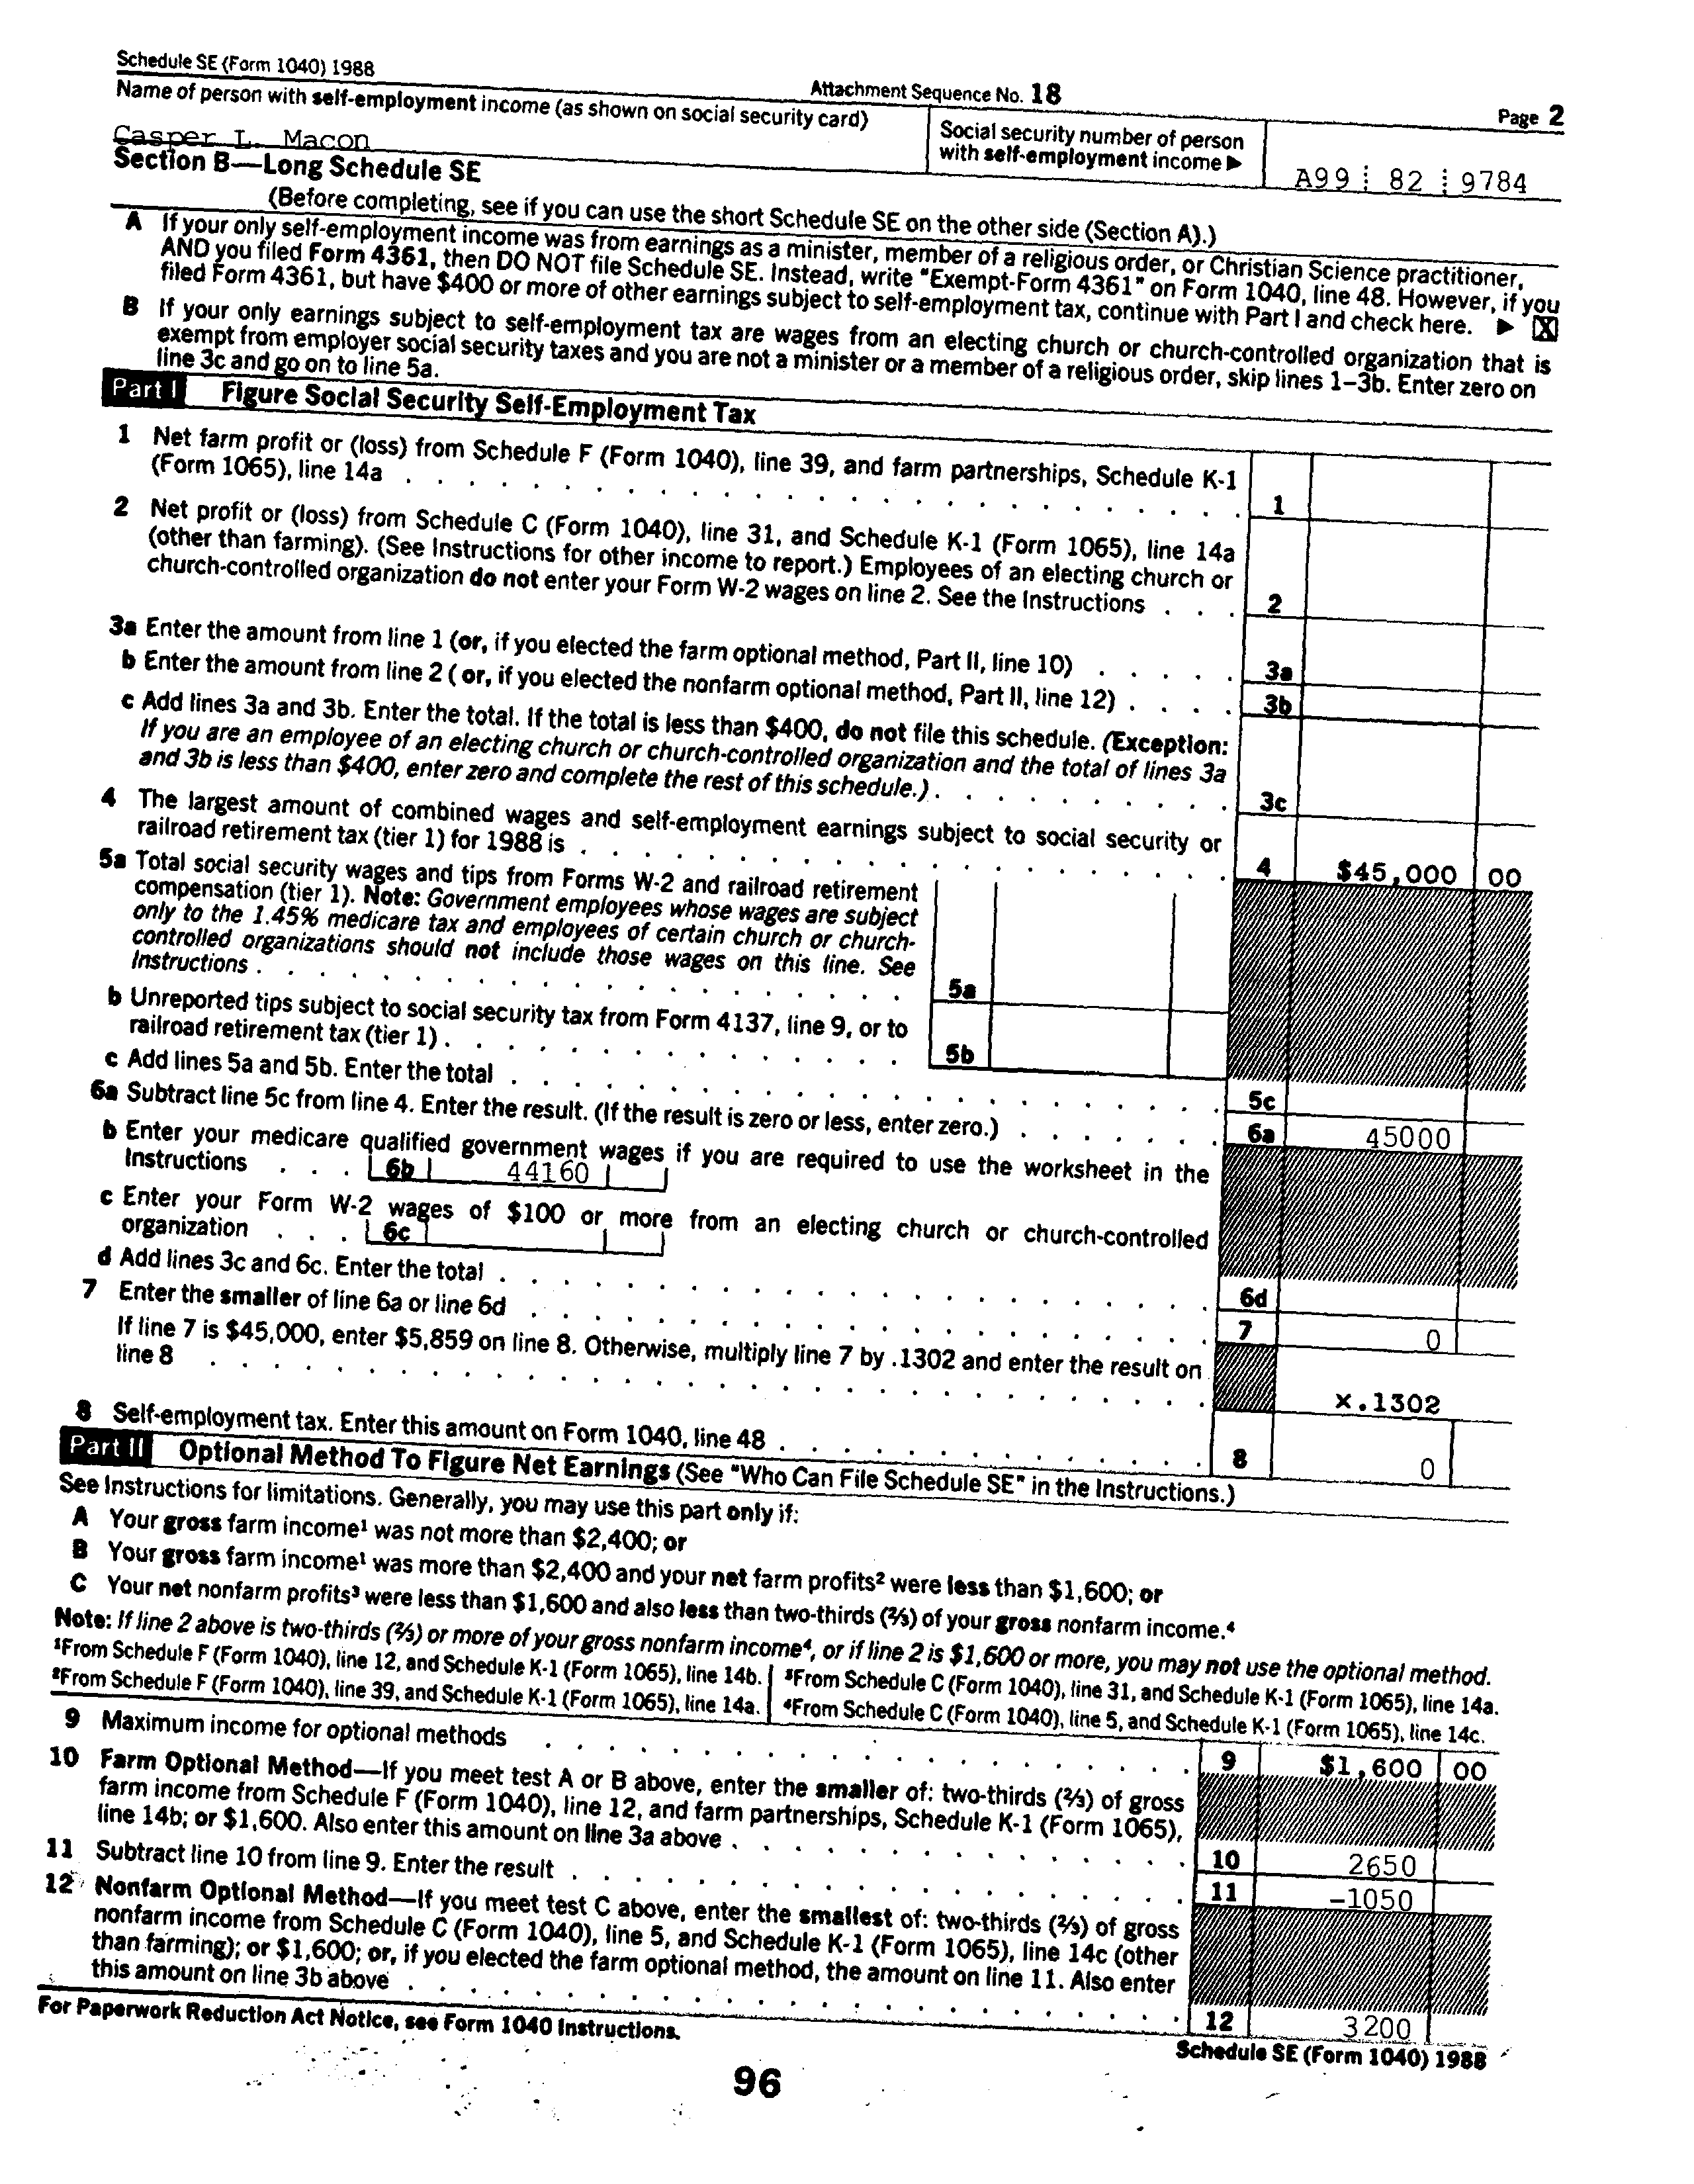 Schedule SE (Form 1040) 1988
Attachment Sequence No. 18
Page 2
Name of person with self-employment income (as shown on social security card)
Casper L. Macon
Social security number of person
with self-employment income ▶
A99 82 9784
Section B—Long Schedule SE
(Before completing, see if you can use the short Schedule SE on the other side (Section A).)
A If your only self-employment income was from earnings as a minister, member of a religious order, or Christian Science practitioner,
AND you filed Form 4361, then DO NOT file Schedule SE. Instead, write "Exempt-Form 4361" on Form 1040, line 48. However, if you
filed Form 4361, but have $400 or more of other earnings subject to self-employment tax, continue with Part I and check here. ▶ X
B If your only earnings subject to self-employment tax are wages from an electing church or church-controlled organization that is
exempt from employer social security taxes and you are not a minister or a member of a religious order, skip lines 1–3b. Enter zero on
line 3c and go on to line 5a.
Part I Figure Social Security Self-Employment Tax
1 Net farm profit or (loss) from Schedule F (Form 1040), line 39, and farm partnerships, Schedule K-1
(Form 1065), line 14a . . . 1
2 Net profit or (loss) from Schedule C (Form 1040), line 31, and Schedule K-1 (Form 1065), line 14a
(other than farming). (See Instructions for other income to report.) Employees of an electing church or
church-controlled organization do not enter your Form W-2 wages on line 2. See the Instructions . . . 2
3a Enter the amount from line 1 (or, if you elected the farm optional method, Part II, line 10) . . . 3a
b Enter the amount from line 2 ( or, if you elected the nonfarm optional method, Part II, line 12) . . . 3b
c Add lines 3a and 3b. Enter the total. If the total is less than $400, do not file this schedule. (Exception:
If you are an employee of an electing church or church-controlled organization and the total of lines 3a
and 3b is less than $400, enter zero and complete the rest of this schedule.) . . . 3c
4 The largest amount of combined wages and self-employment earnings subject to social security or
railroad retirement tax (tier 1) for 1988 is . . . 4 $45,000 00
5a Total social security wages and tips from Forms W-2 and railroad retirement
compensation (tier 1). Note: Government employees whose wages are subject
only to the 1.45% medicare tax and employees of certain church or church-
controlled organizations should not include those wages on this line. See
Instructions . . . 5a
b Unreported tips subject to social security tax from Form 4137, line 9, or to
railroad retirement tax (tier 1) . . . 5b
c Add lines 5a and 5b. Enter the total . . . 5c
6a Subtract line 5c from line 4. Enter the result. (If the result is zero or less, enter zero.) . . . 6a 45000
b Enter your medicare qualified government wages if you are required to use the worksheet in the
Instructions . . . 6b 44160
c Enter your Form W-2 wages of $100 or more from an electing church or church-controlled
organization . . . 6c
d Add lines 3c and 6c. Enter the total . . . 6d
7 Enter the smaller of line 6a or line 6d . . . 7 0
If line 7 is $45,000, enter $5,859 on line 8. Otherwise, multiply line 7 by .1302 and enter the result on
line 8 . . . x.1302
8 Self-employment tax. Enter this amount on Form 1040, line 48 . . . 8 0
Part II Optional Method To Figure Net Earnings (See "Who Can File Schedule SE" in the Instructions.)
See Instructions for limitations. Generally, you may use this part only if:
A Your gross farm income¹ was not more than $2,400; or
B Your gross farm income¹ was more than $2,400 and your net farm profits² were less than $1,600; or
C Your net nonfarm profits³ were less than $1,600 and also less than two-thirds (⅔) of your gross nonfarm income.⁴
Note: If line 2 above is two-thirds (⅔) or more of your gross nonfarm income⁴, or if line 2 is $1,600 or more, you may not use the optional method.
¹From Schedule F (Form 1040), line 12, and Schedule K-1 (Form 1065), line 14b. ³From Schedule C (Form 1040), line 31, and Schedule K-1 (Form 1065), line 14a.
²From Schedule F (Form 1040), line 39, and Schedule K-1 (Form 1065), line 14a. ⁴From Schedule C (Form 1040), line 5, and Schedule K-1 (Form 1065), line 14c.
9 Maximum income for optional methods . . . 9 $1,600 00
10 Farm Optional Method—If you meet test A or B above, enter the smaller of: two-thirds (⅔) of gross
farm income from Schedule F (Form 1040), line 12, and farm partnerships, Schedule K-1 (Form 1065),
line 14b; or $1,600. Also enter this amount on line 3a above . . . 10 2650
11 Subtract line 10 from line 9. Enter the result . . . 11 -1050
12 Nonfarm Optional Method—If you meet test C above, enter the smallest of: two-thirds (⅔) of gross
nonfarm income from Schedule C (Form 1040), line 5, and Schedule K-1 (Form 1065), line 14c (other
than farming); or $1,600; or, if you elected the farm optional method, the amount on line 11. Also enter
this amount on line 3b above . . . 12 3200
For Paperwork Reduction Act Notice, see Form 1040 Instructions.
Schedule SE (Form 1040) 1988
96